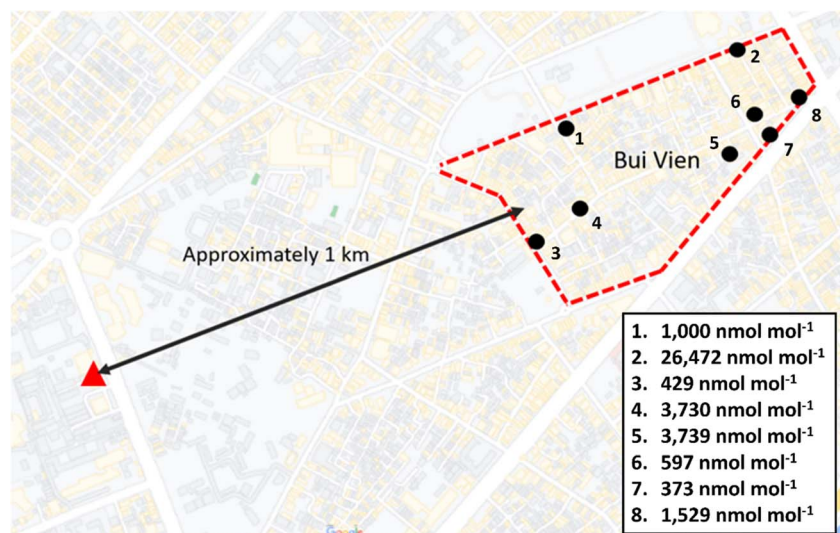 2
6
8
1
Bui Vien
5
7
4
Approximately 1 km
3
1. 1,000 nmol mol⁻¹
2. 26,472 nmol mol⁻¹
3. 429 nmol mol⁻¹
4. 3,730 nmol mol⁻¹
5. 3,739 nmol mol⁻¹
6. 597 nmol mol⁻¹
7. 373 nmol mol⁻¹
8. 1,529 nmol mol⁻¹
Google